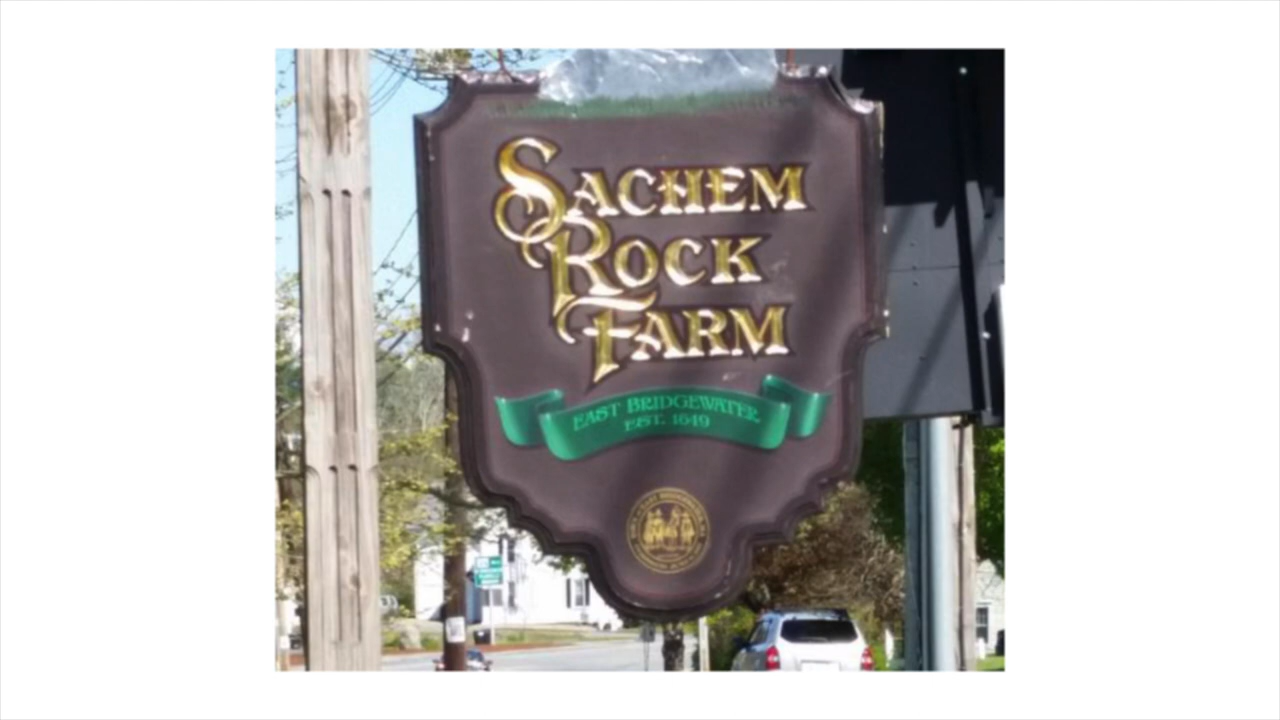 SACHEM
ROCK
FARM
EAST BRIDGEWATER
EST. 1649